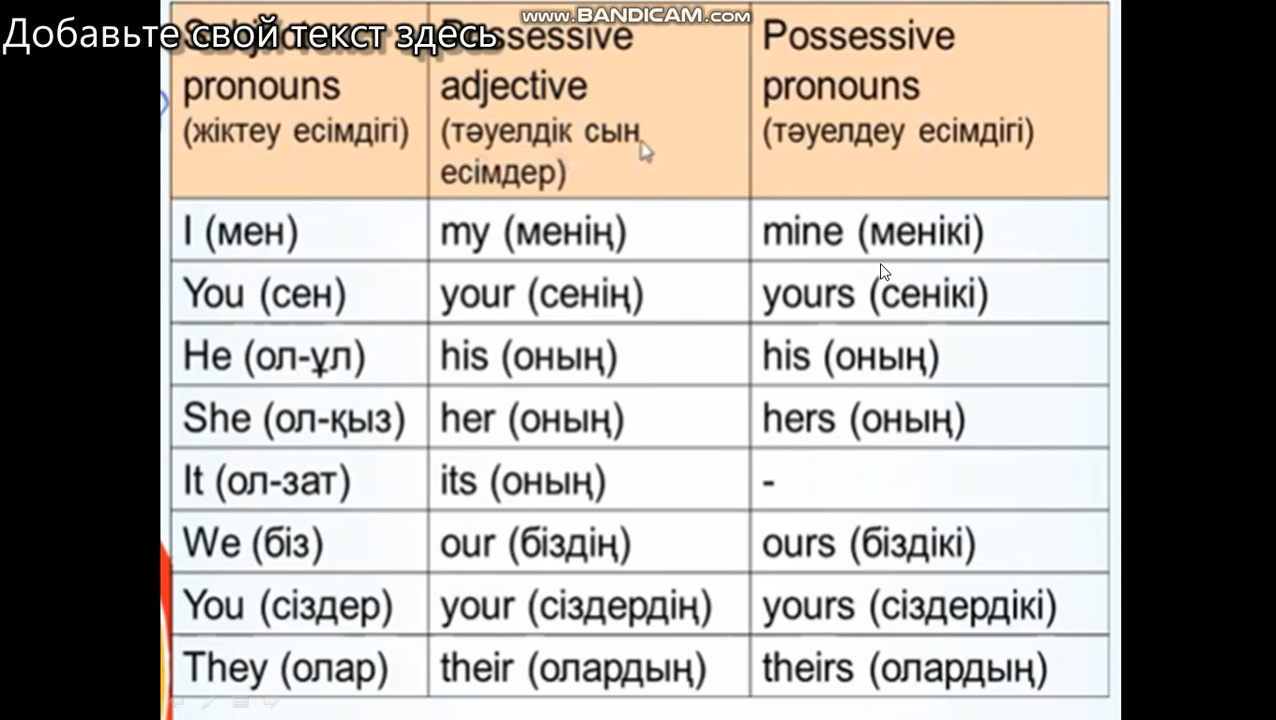 www.BANDICAM.com
Добавьте свой текст здесь
Possessive
Possessive
pronouns
adjective
pronouns
(жіктеу есімдігі)
(тәуелдік сын
(тәуелдеу есімдігі)
есімдер)
I (мен)
my (менің)
mine (менікі)
You (сен)
your (сенің)
yours (сенікі)
He (ол-ұл)
his (оның)
his (оның)
She (ол-қыз)
her (оның)
hers (оның)
It (ол-зат)
its (оның)
-
We (біз)
our (біздің)
ours (біздікі)
You (сіздер)
your (сіздердің)
yours (сіздердікі)
They (олар)
their (олардың)
theirs (олардың)